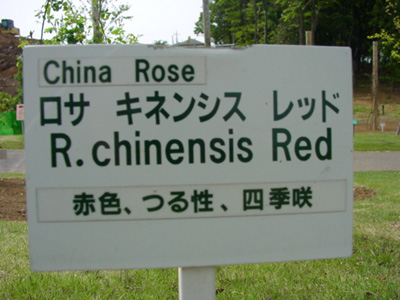 China Rose
ロサ キネンシス レッド
R.chinensis Red
赤色、つる性、四季咲